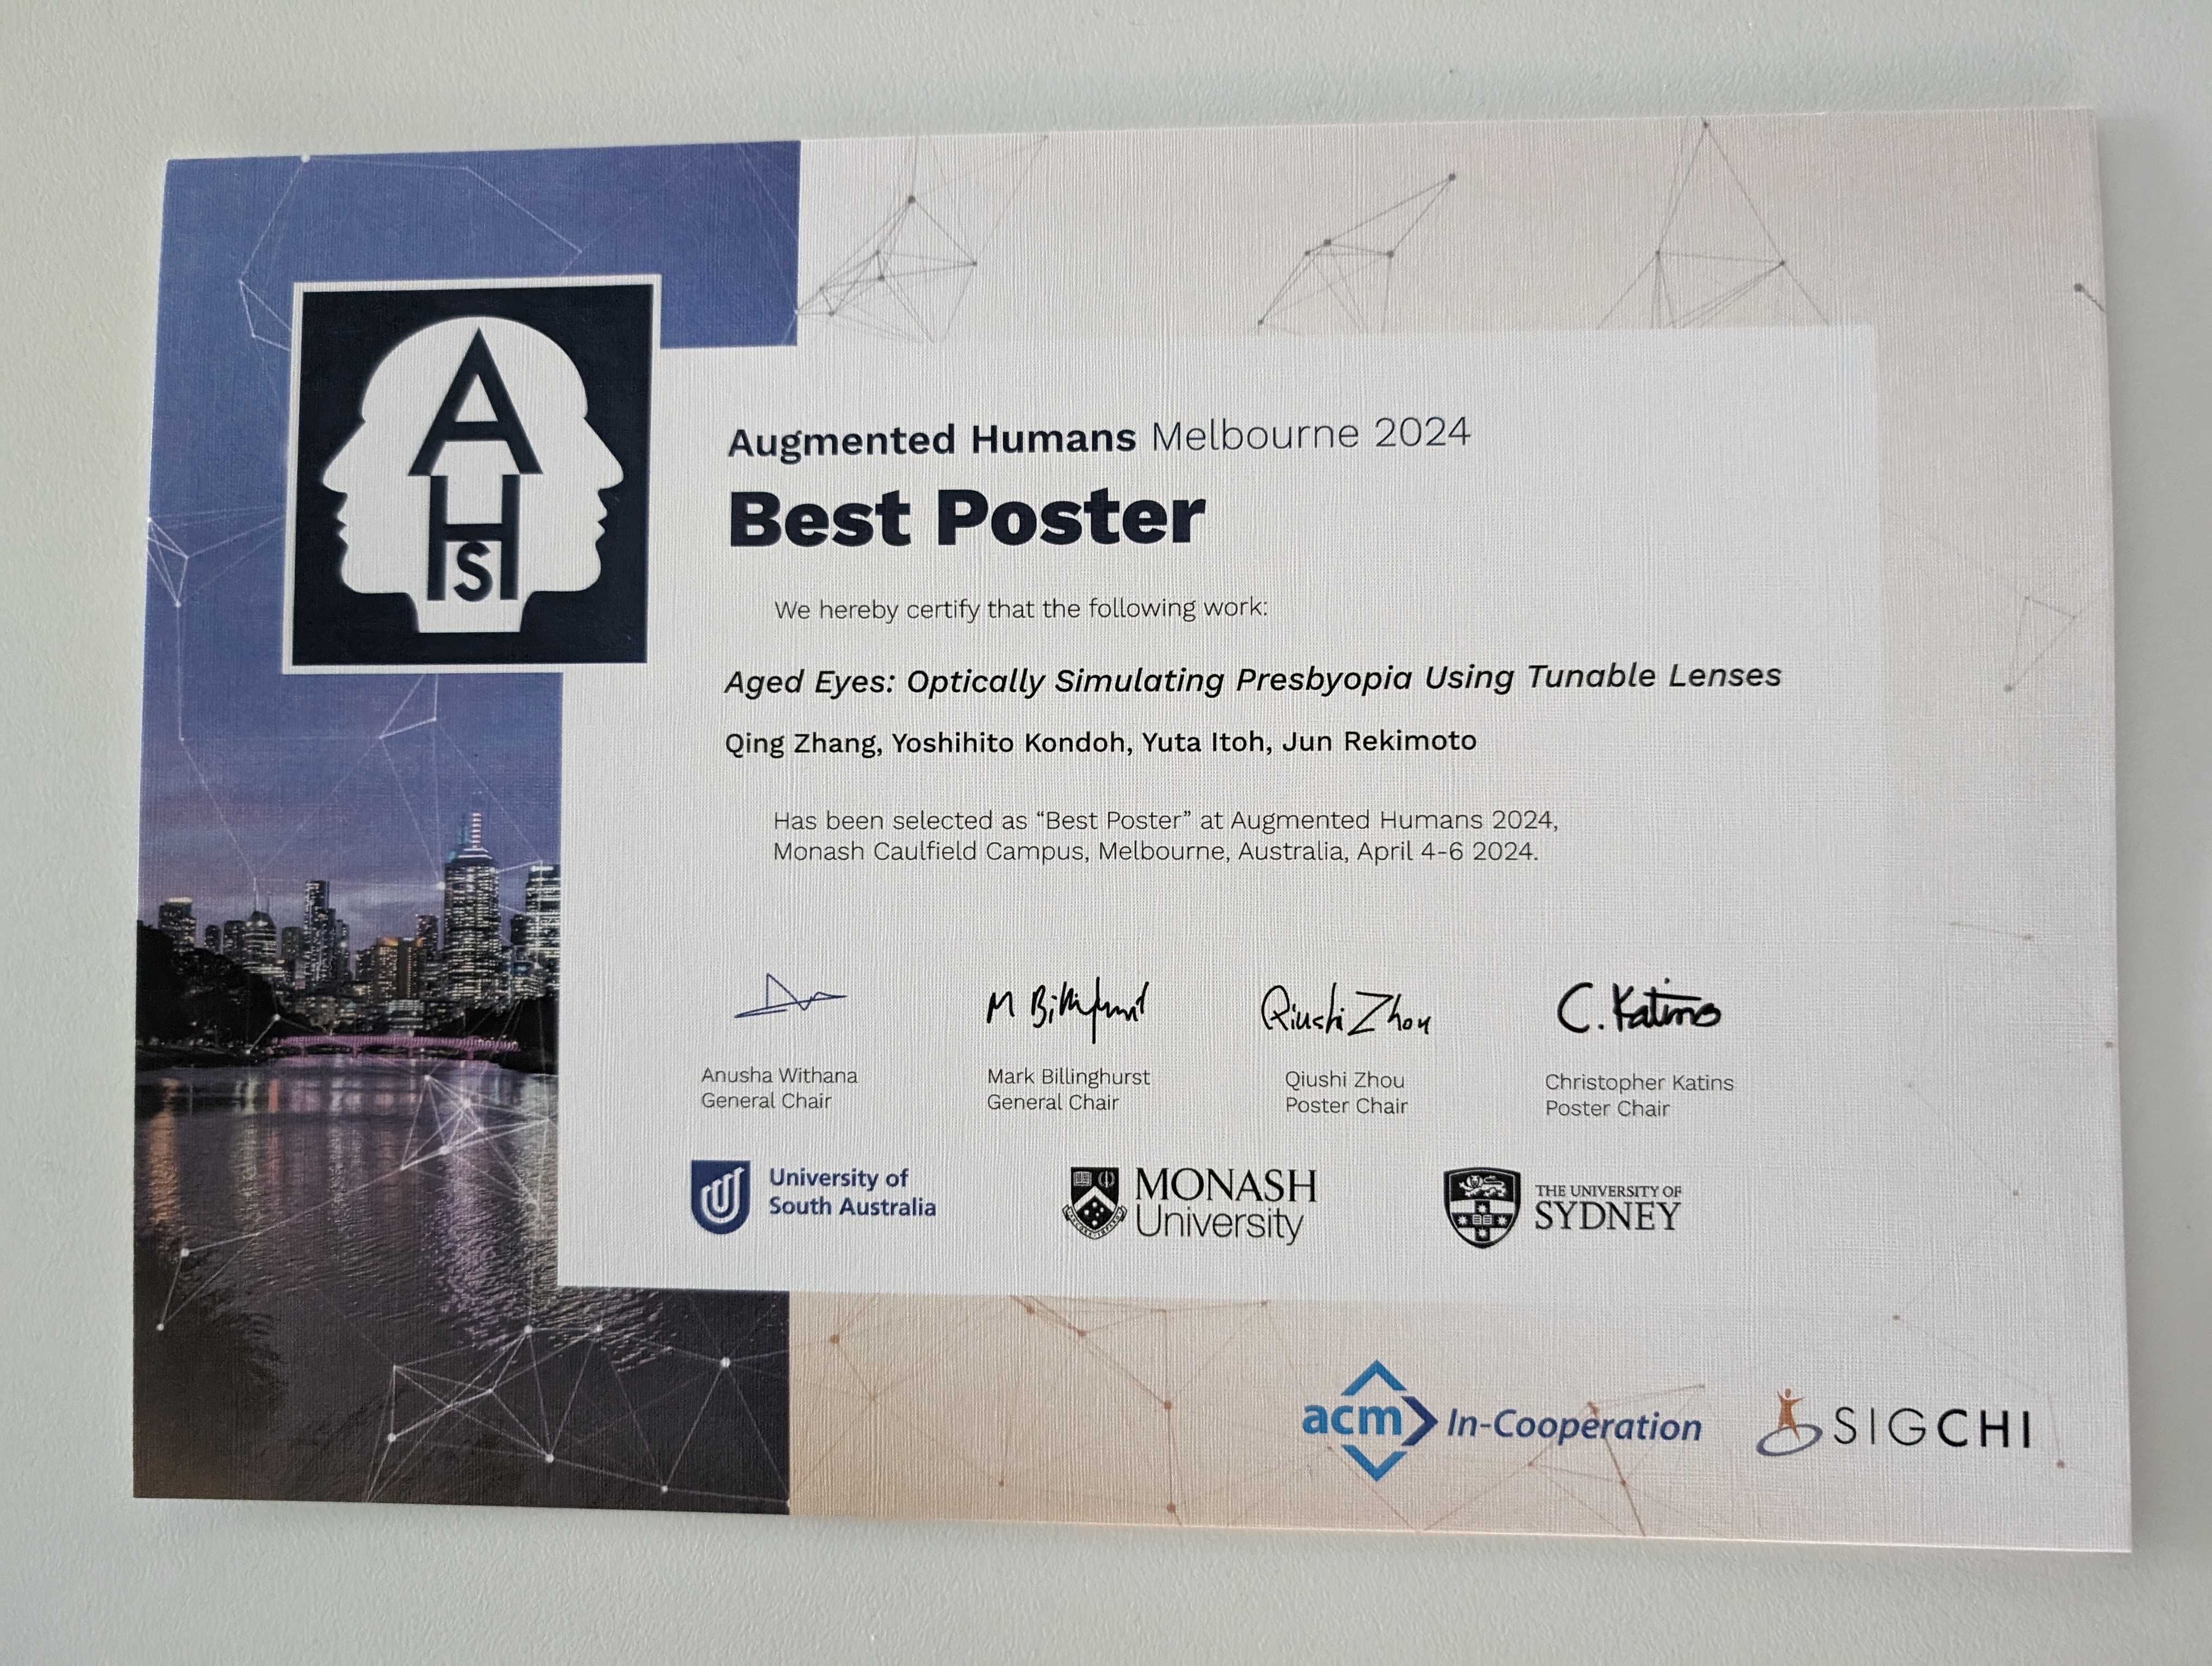 AHs
Augmented Humans Melbourne 2024
Best Poster
We hereby certify that the following work:
Aged Eyes: Optically Simulating Presbyopia Using Tunable Lenses
Qing Zhang, Yoshihito Kondoh, Yuta Itoh, Jun Rekimoto
Has been selected as “Best Poster” at Augmented Humans 2024,
Monash Caulfield Campus, Melbourne, Australia, April 4-6 2024.
M Billinghurst
Qiushi Zhou
C. Katins
Anusha Withana
General Chair
Mark Billinghurst
General Chair
Qiushi Zhou
Poster Chair
Christopher Katins
Poster Chair
University of
South Australia
MONASH
University
THE UNIVERSITY OF
SYDNEY
acm In-Cooperation
SIGCHI